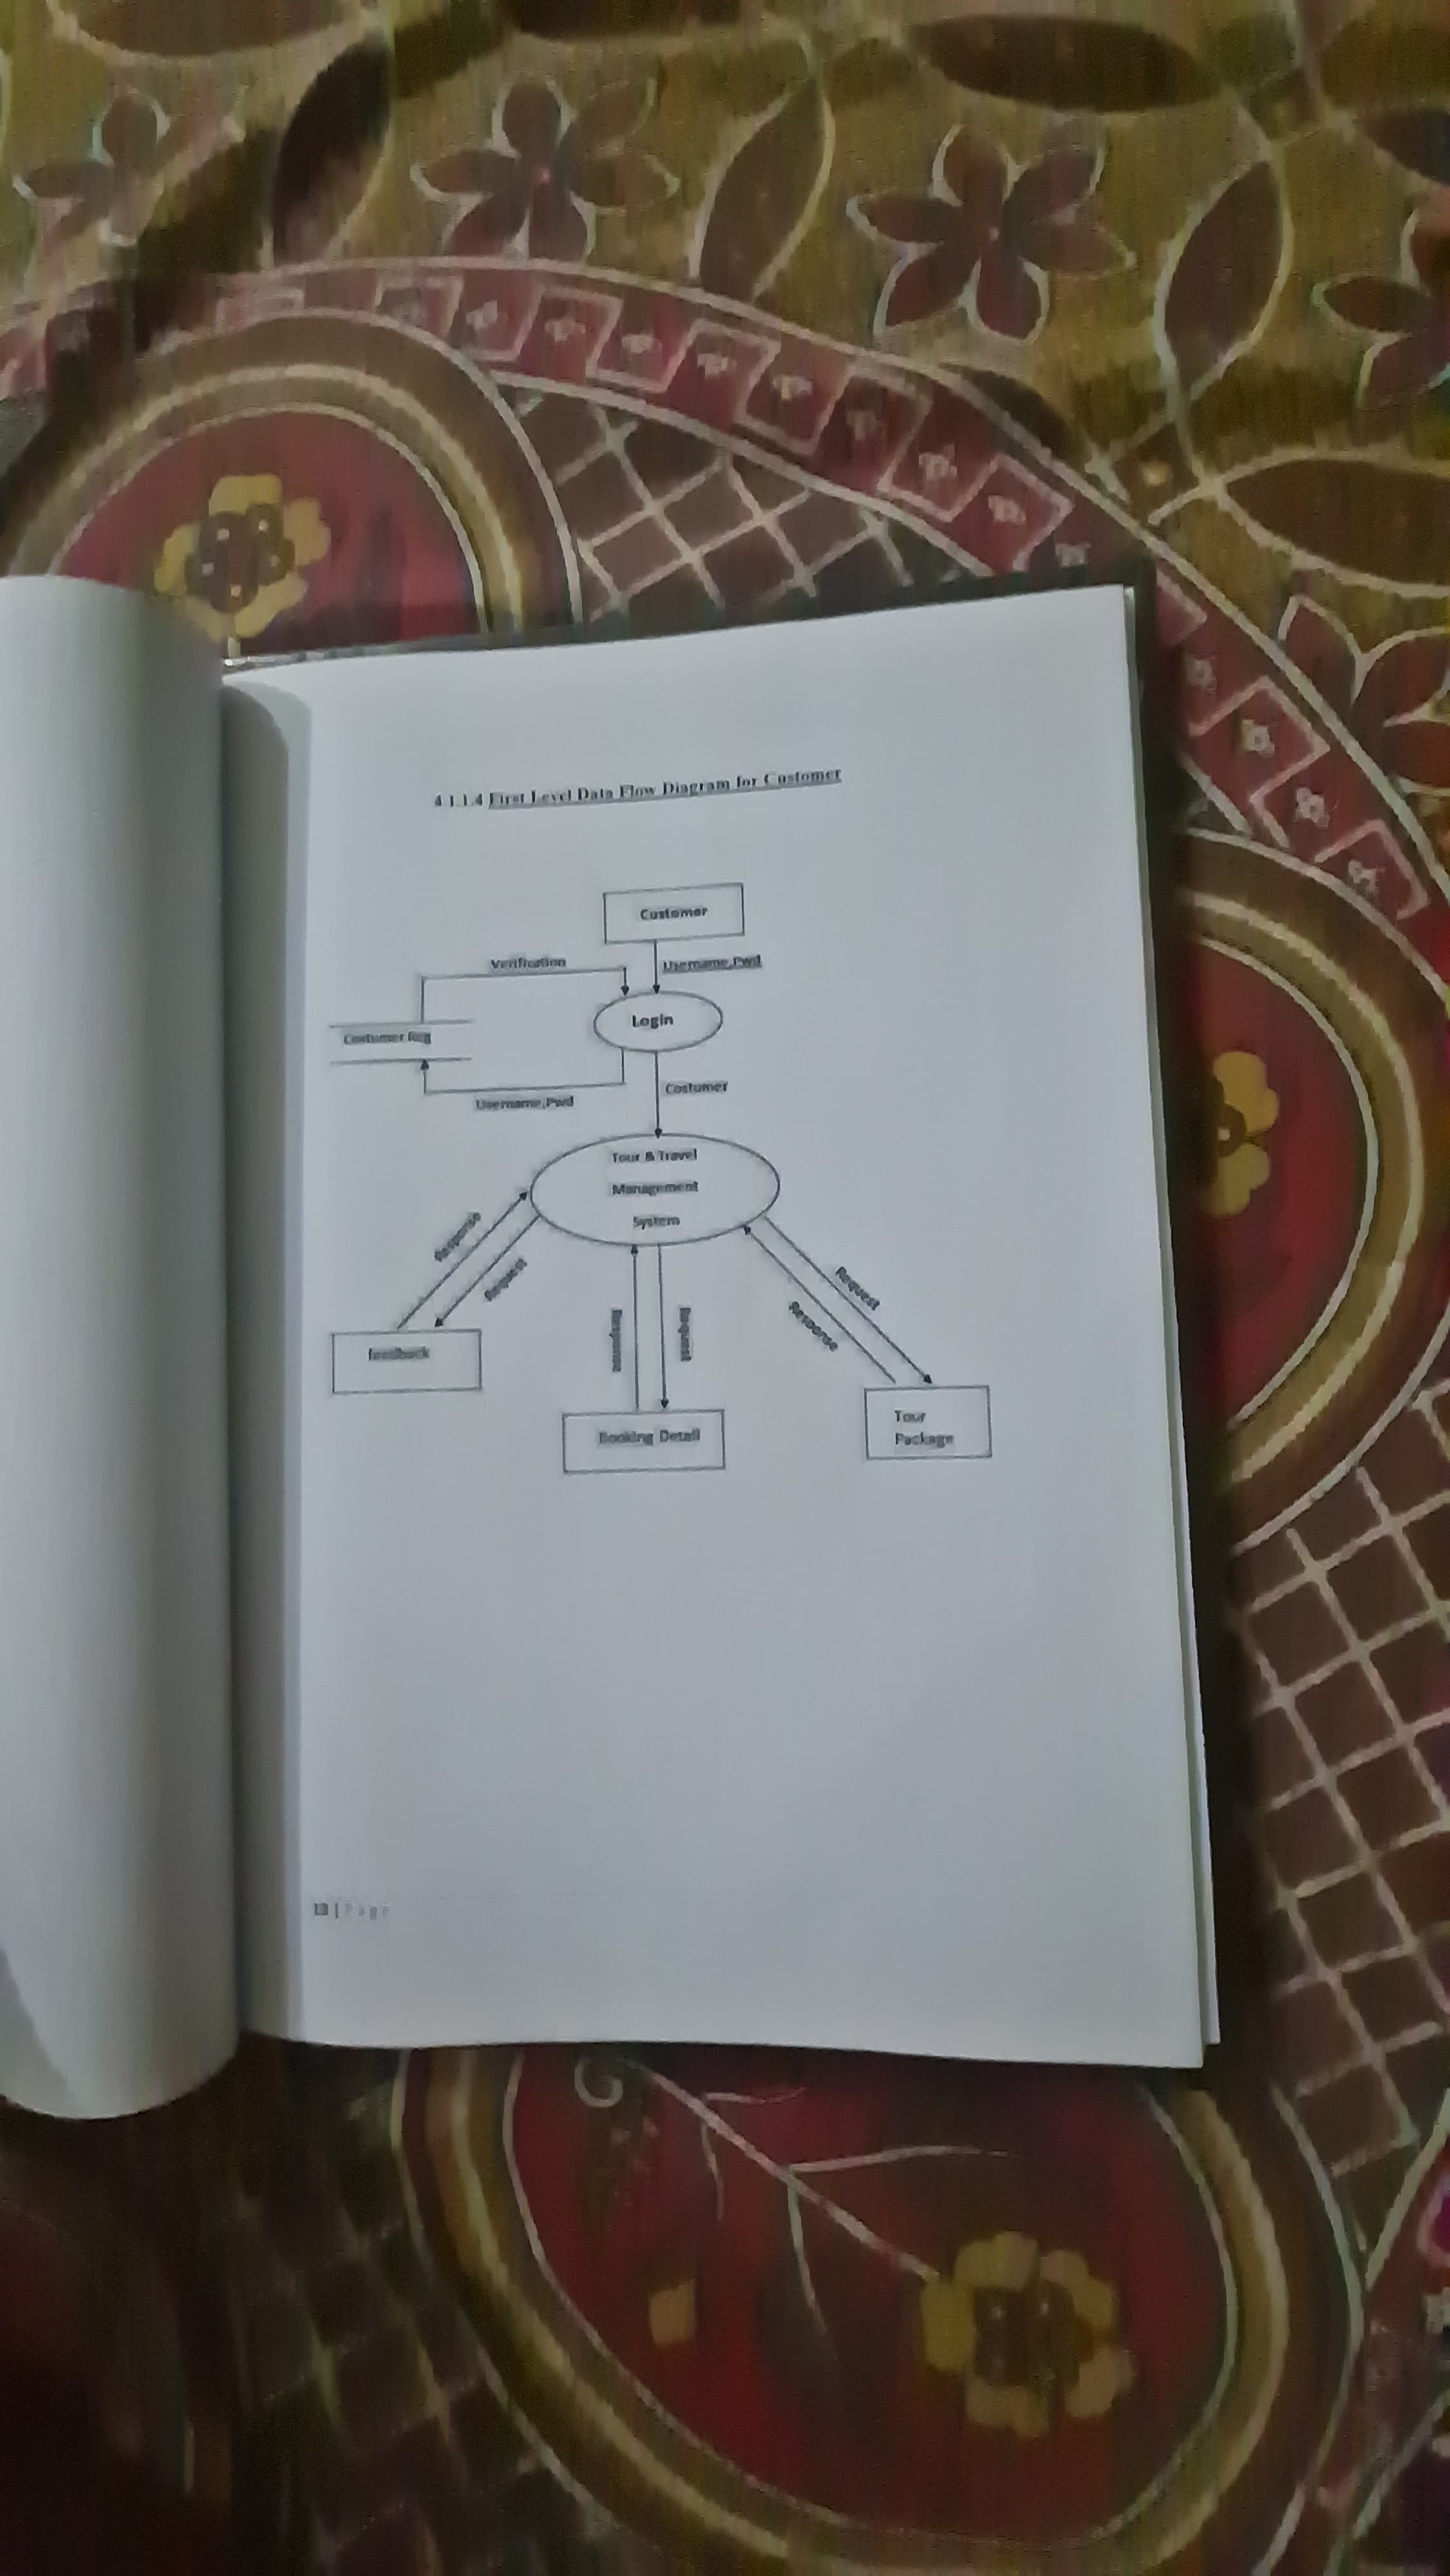 4.1.1.4 First Level Data Flow Diagram for Customer
Customer
Verification
Username,Pwd
Login
Costumer Reg
Costumer
Username,Pwd
Tour & Travel
Management
System
Response
Request
Request
Response
Response
Request
feedback
Booking Detail
Tour
Package
13 | Page